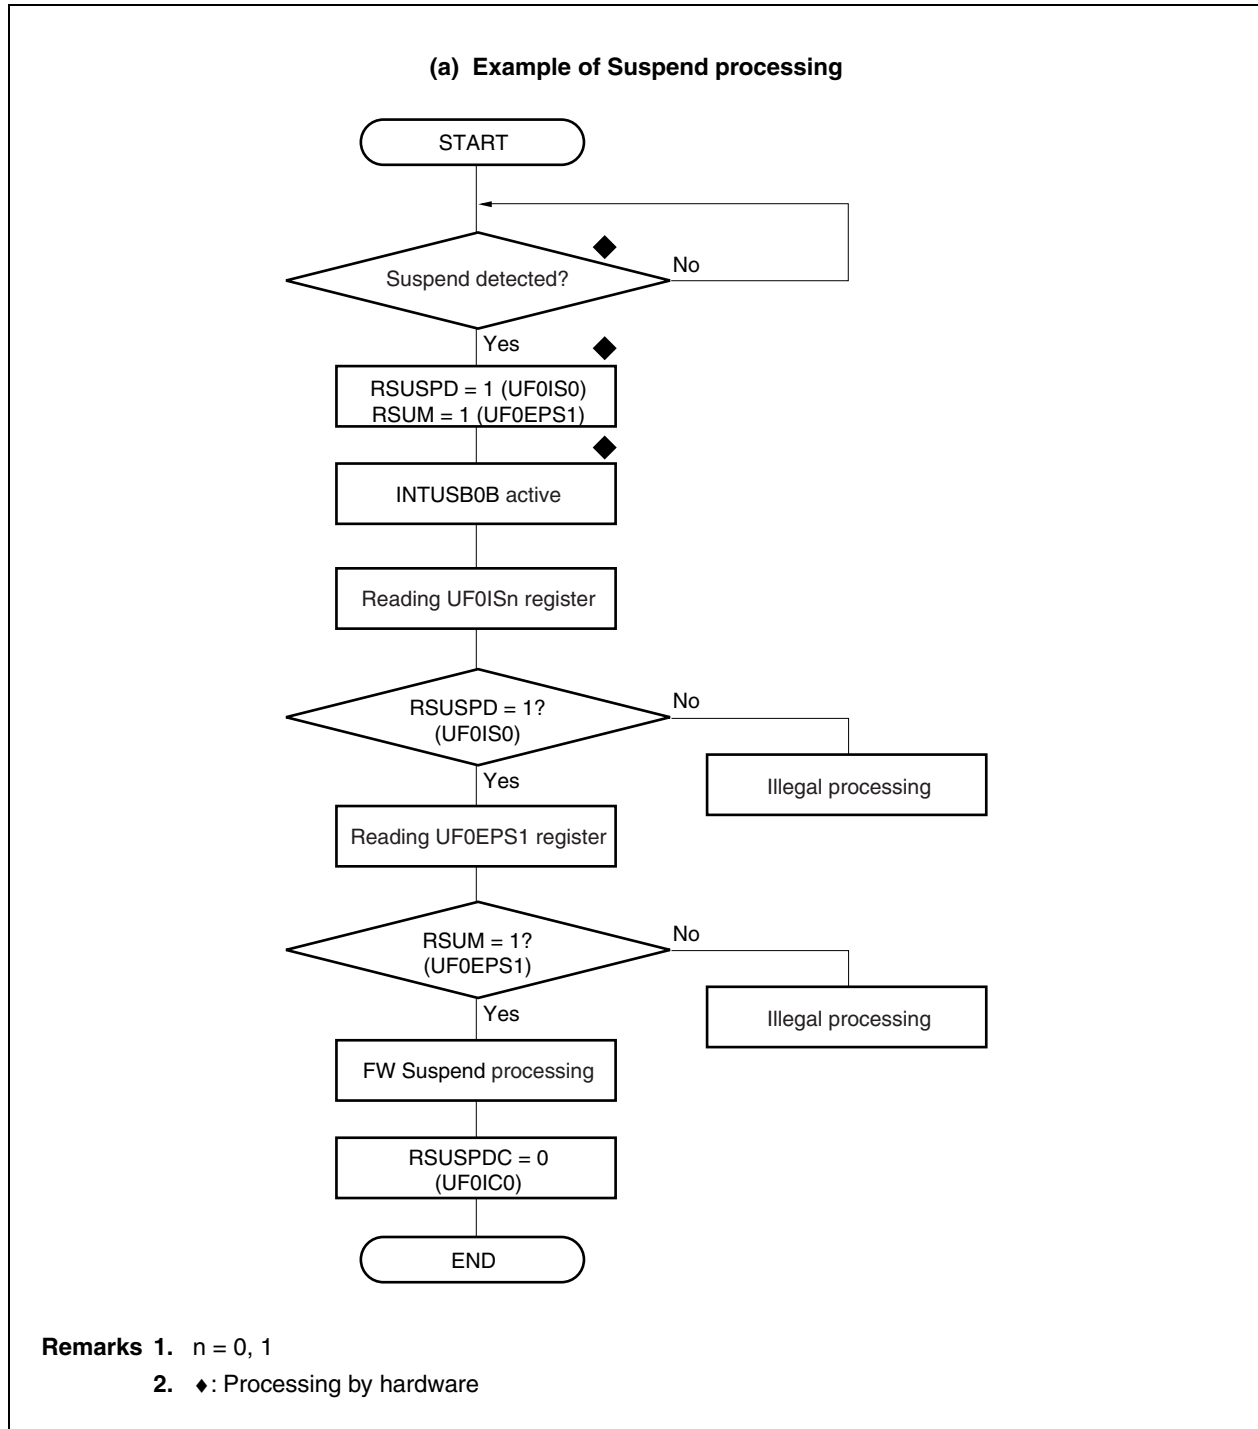 (a) Example of Suspend processing
START
Suspend detected?
No
Yes
RSUSPD = 1 (UF0IS0)
RSUM = 1 (UF0EPS1)
INTUSB0B active
Reading UF0ISn register
RSUSPD = 1?
(UF0IS0)
No
Illegal processing
Yes
Reading UF0EPS1 register
RSUM = 1?
(UF0EPS1)
No
Illegal processing
Yes
FW Suspend processing
RSUSPDC = 0
(UF0IC0)
END
Remarks 1. n = 0, 1
2. ♦: Processing by hardware